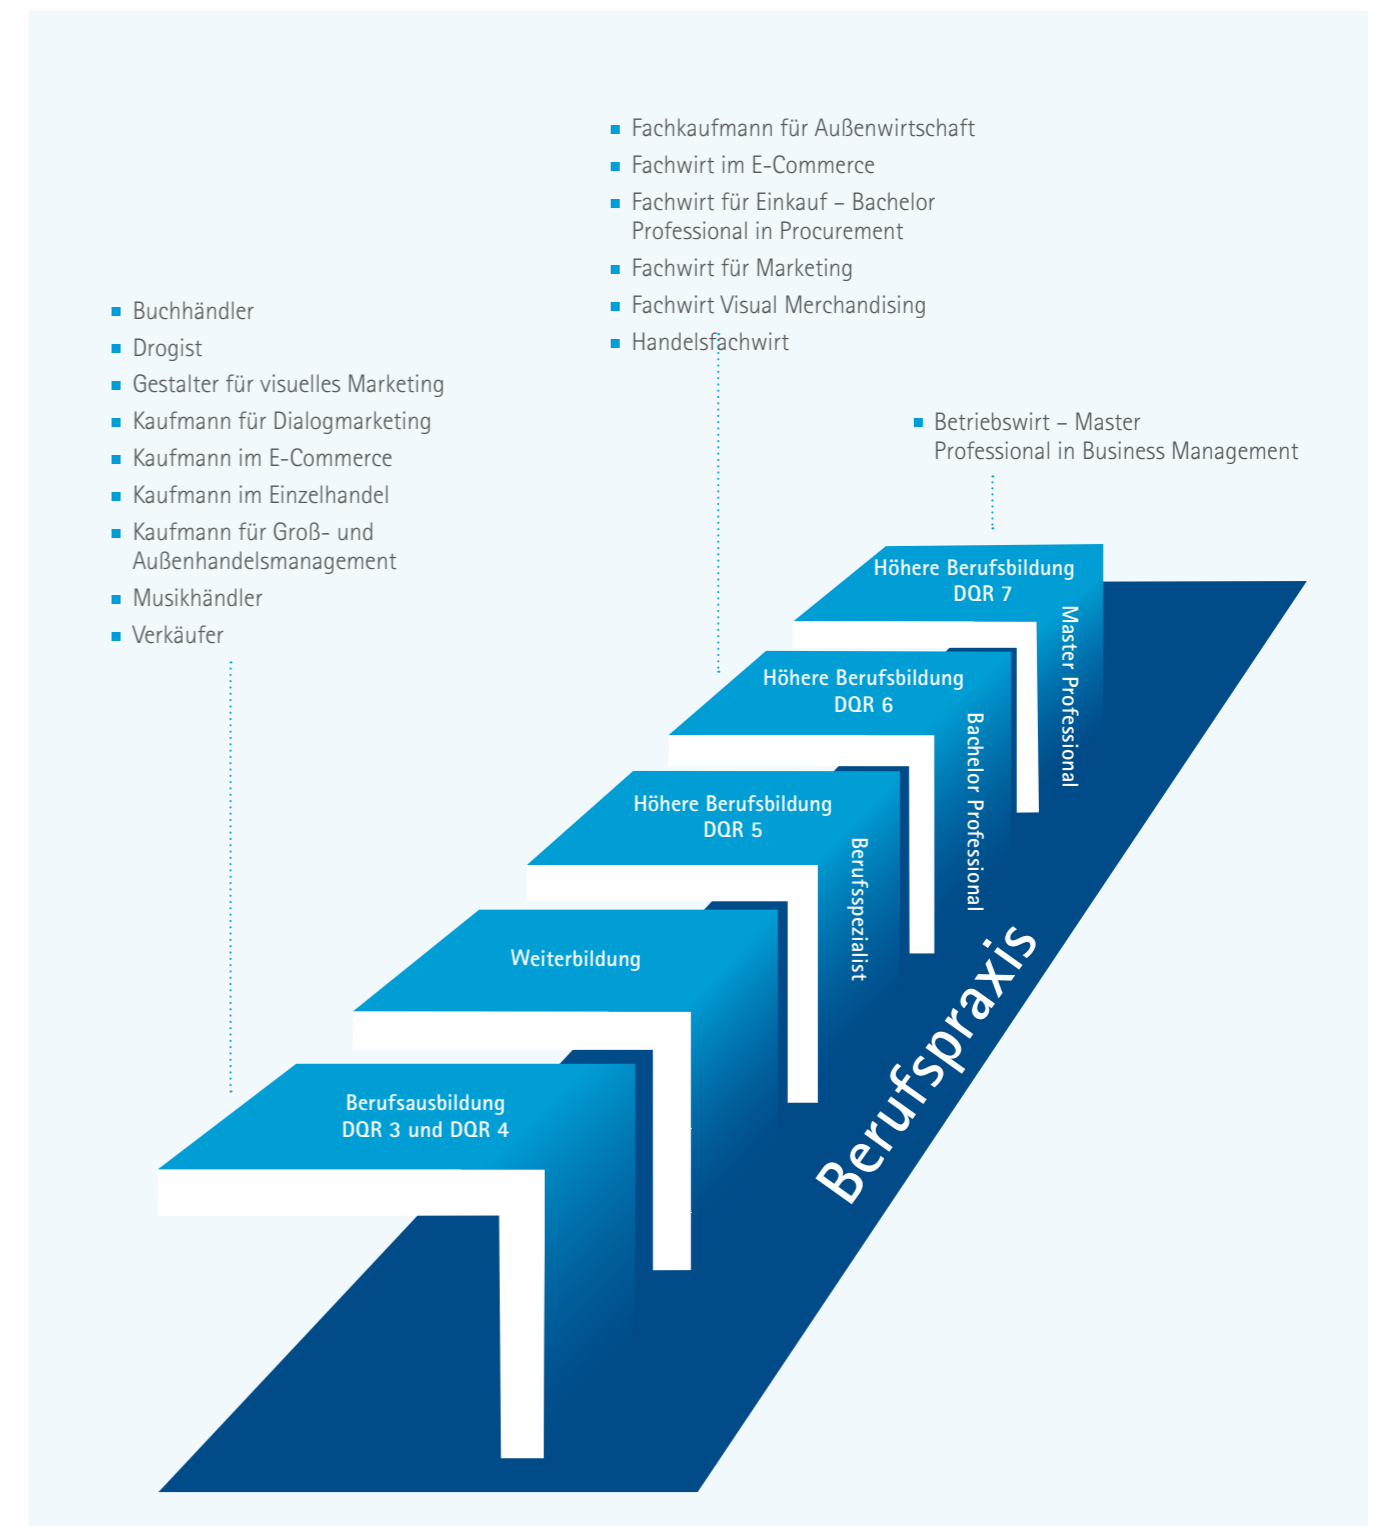 Fachkaufmann für Außenwirtschaft
Fachwirt im E-Commerce
Fachwirt für Einkauf – Bachelor
Professional in Procurement
Fachwirt für Marketing
Fachwirt Visual Merchandising
Handelsfachwirt
Buchhändler
Drogist
Gestalter für visuelles Marketing
Kaufmann für Dialogmarketing
Kaufmann im E-Commerce
Kaufmann im Einzelhandel
Kaufmann für Groß- und
Außenhandelsmanagement
Musikhändler
Verkäufer
Betriebswirt – Master
Professional in Business Management
Höhere Berufsbildung
DQR 7
Master Professional
Höhere Berufsbildung
DQR 6
Bachelor Professional
Höhere Berufsbildung
DQR 5
Berufsspezialist
Weiterbildung
Berufsausbildung
DQR 3 und DQR 4
Berufspraxis